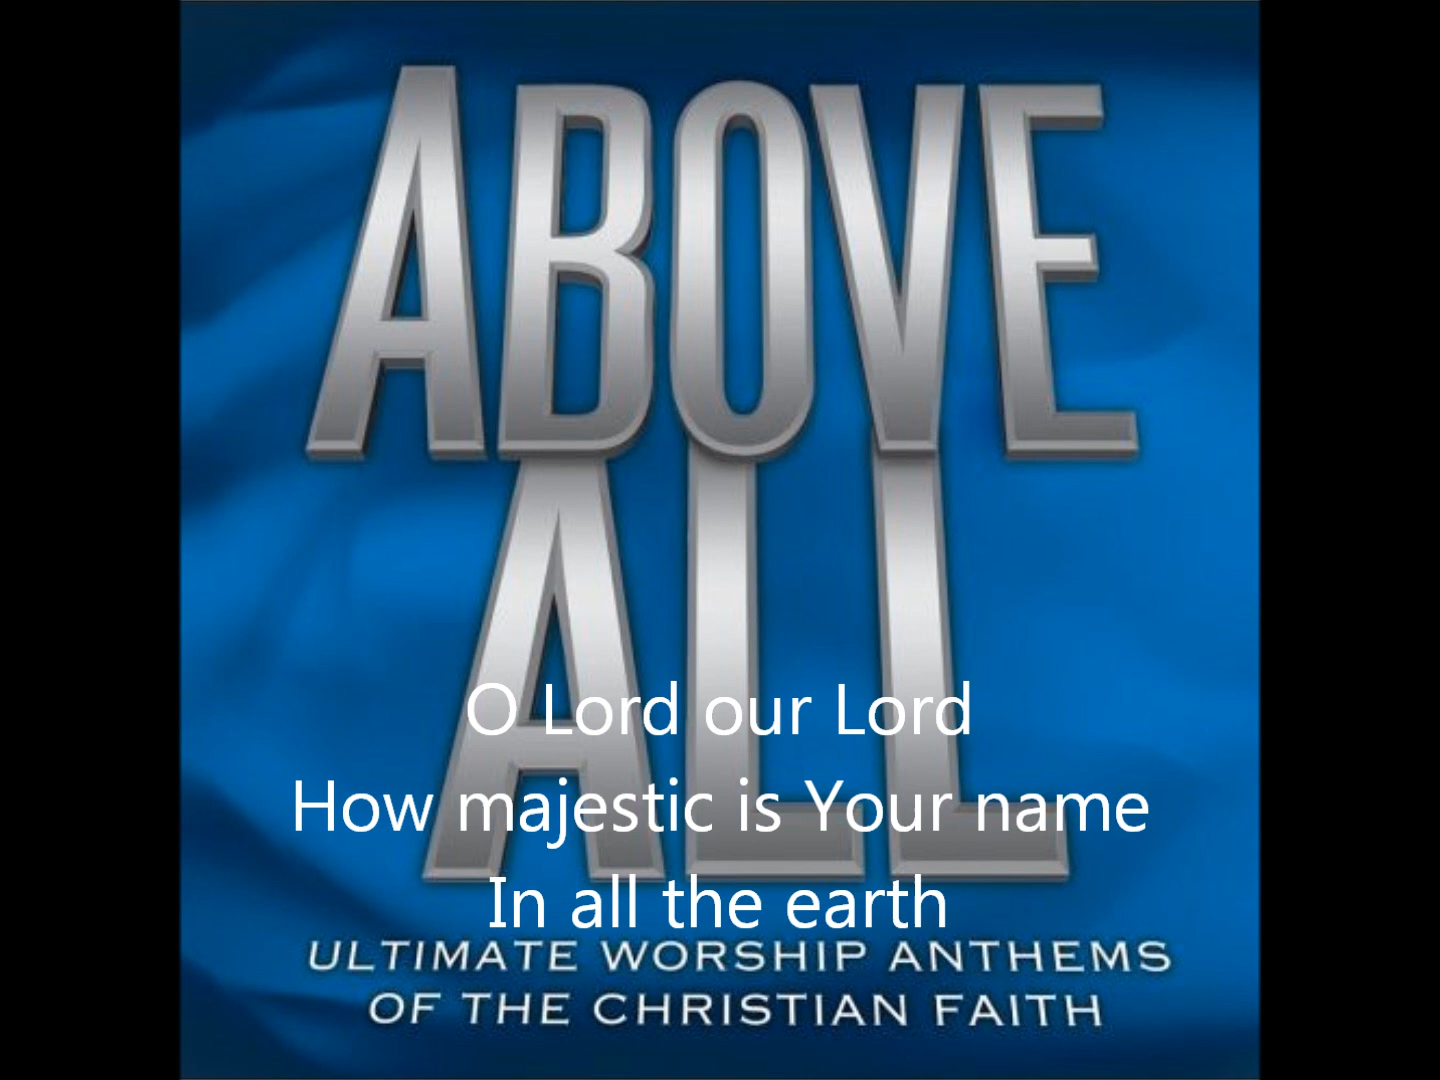 ABOVE
ALL
O Lord our Lord
How majestic is Your name
In all the earth
ULTIMATE WORSHIP ANTHEMS
OF THE CHRISTIAN FAITH